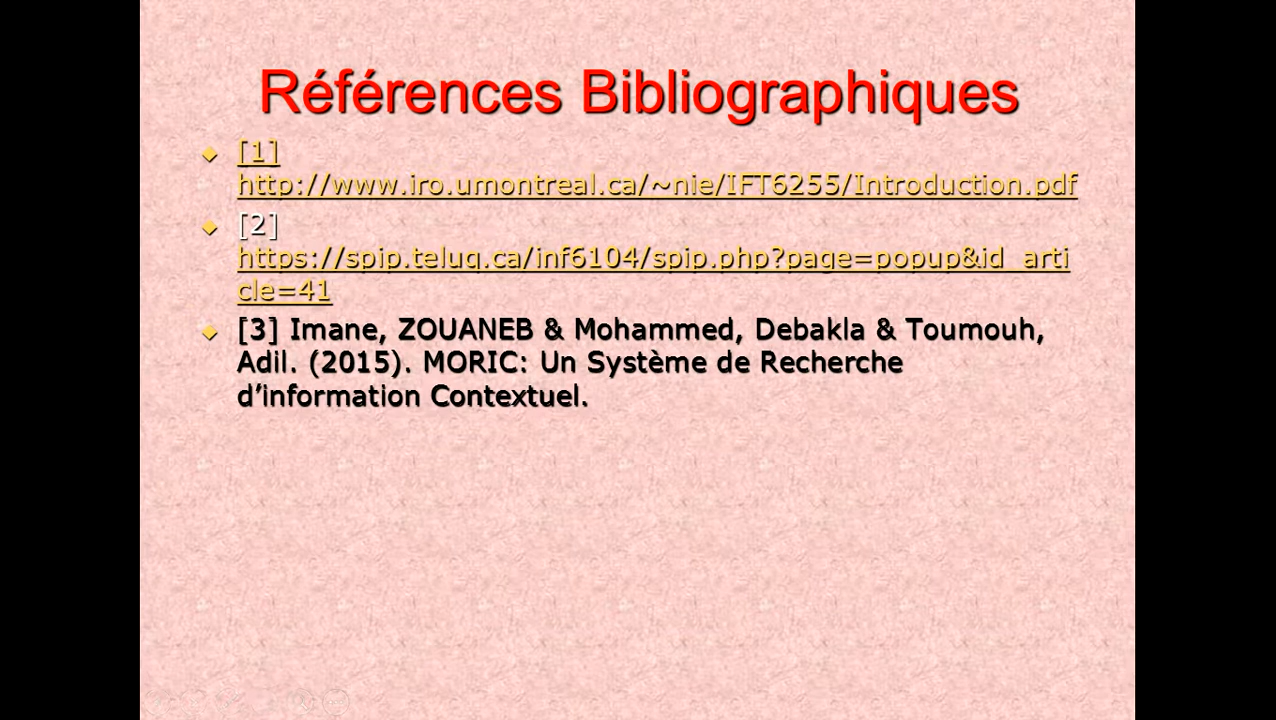 Références Bibliographiques
[1]
http://www.iro.umontreal.ca/~nie/IFT6255/Introduction.pdf
[2]
https://spip.teluq.ca/inf6104/spip.php?page=popup&id_arti
cle=41
[3] Imane, ZOUANEB & Mohammed, Debakla & Toumouh,
Adil. (2015). MORIC: Un Système de Recherche
d’information Contextuel.